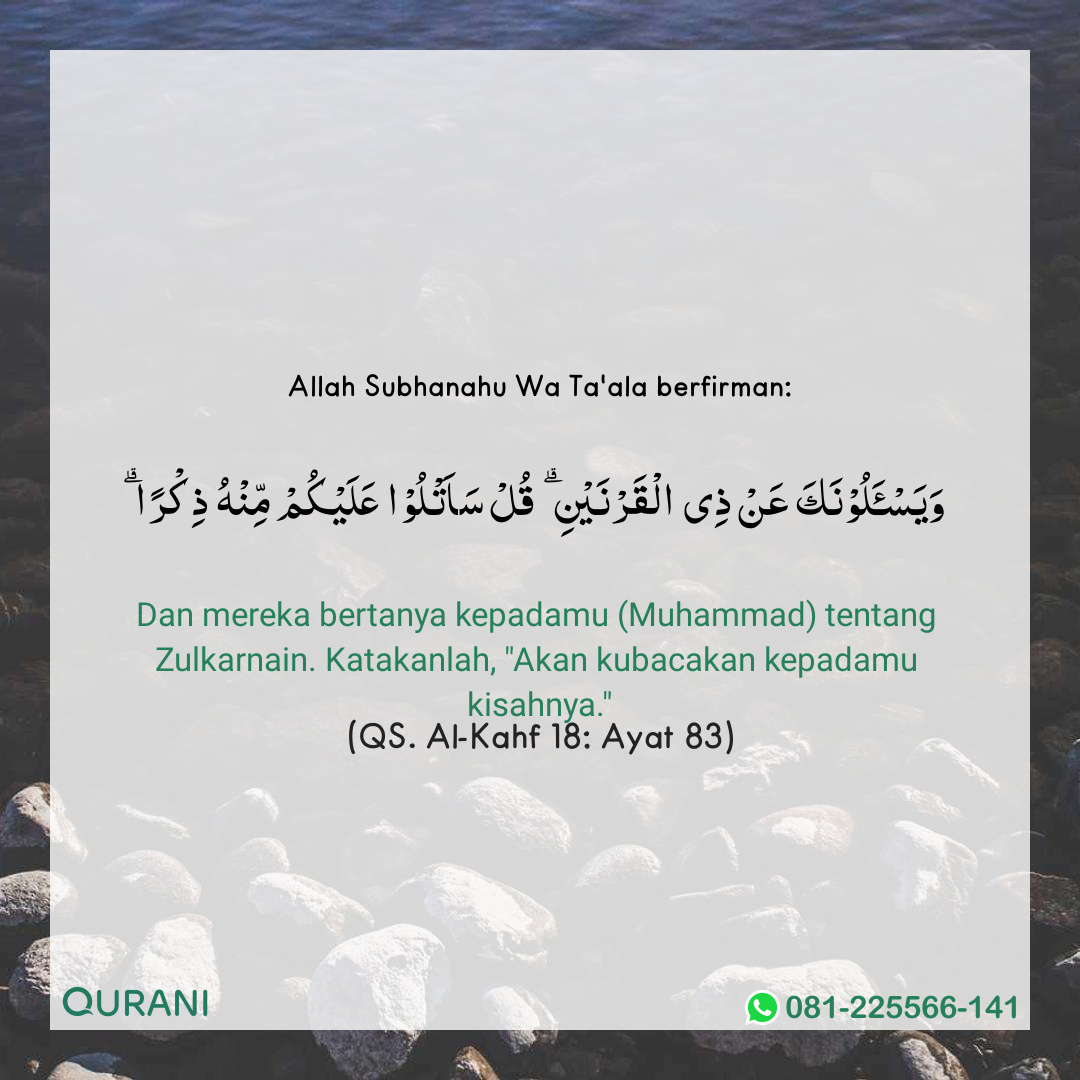 Allah Subhanahu Wa Ta'ala berfirman:
وَيَسْـَٔلُوْنَكَ عَنْ ذِى الْقَرْنَيْنِۗ قُلْ سَاَتْلُوْا عَلَيْكُمْ مِّنْهُ ذِكْرًاۗ
Dan mereka bertanya kepadamu (Muhammad) tentang
Zulkarnain. Katakanlah, "Akan kubacakan kepadamu
kisahnya."
(QS. Al-Kahf 18: Ayat 83)
QURANI
081-225566-141